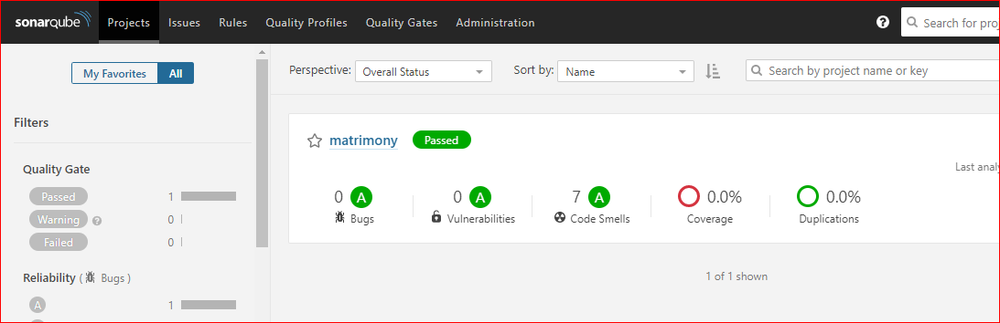 sonarqube Projects Issues Rules Quality Profiles Quality Gates Administration ? Search for proj
My Favorites All
Perspective: Overall Status Sort by: Name Search by project name or key
Filters
matrimony Passed
Last analy
Quality Gate
Passed 1
Warning ? 0
Failed 0
0 A 0 A 7 A 0.0% 0.0%
Bugs Vulnerabilities Code Smells Coverage Duplications
1 of 1 shown
Reliability ( Bugs )
A 1